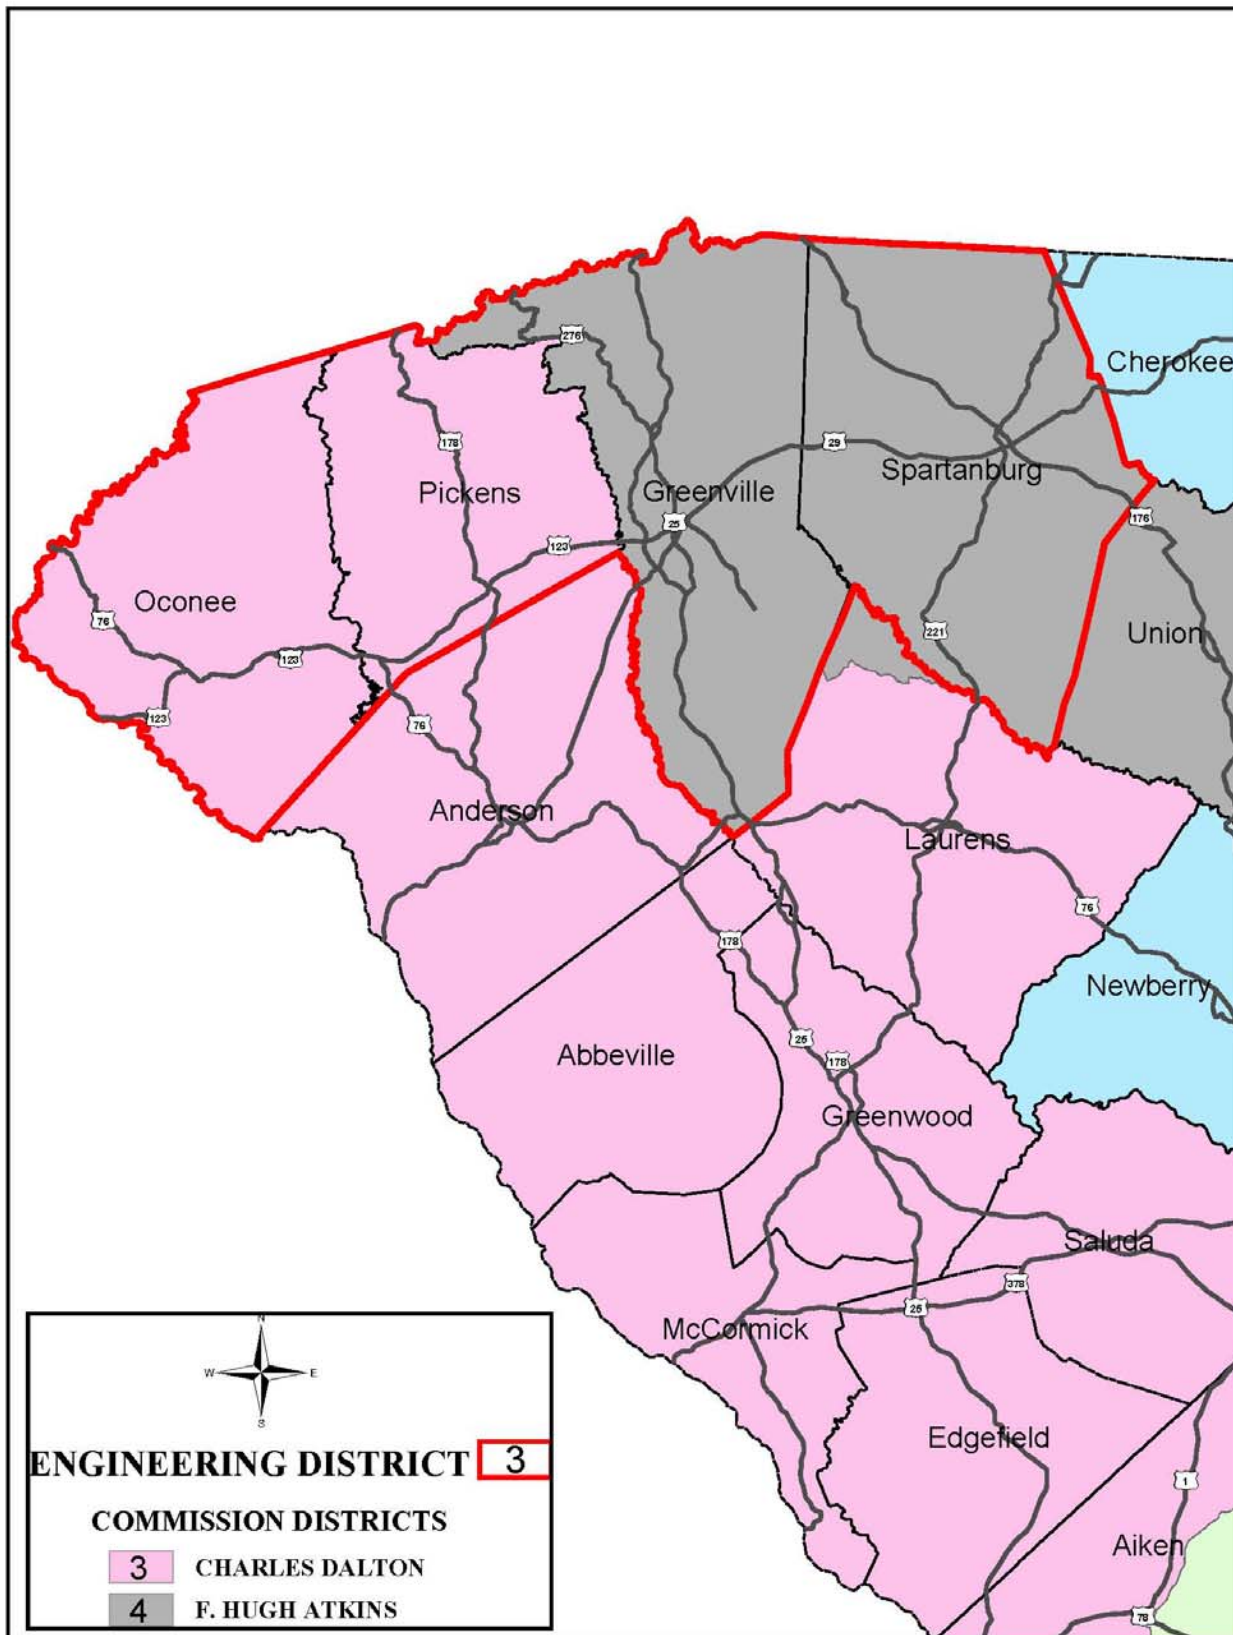 Cherokee
276
178
29
Spartanburg
Pickens
Greenville
176
25
123
Oconee
76
221
Union
123
123
76
Anderson
Laurens
76
178
Newberry
25
Abbeville
178
Greenwood
Saluda
378
25
McCormick
N
W E
S
Edgefield
ENGINEERING DISTRICT 3
1
COMMISSION DISTRICTS
Aiken
3 CHARLES DALTON
4 F. HUGH ATKINS
78